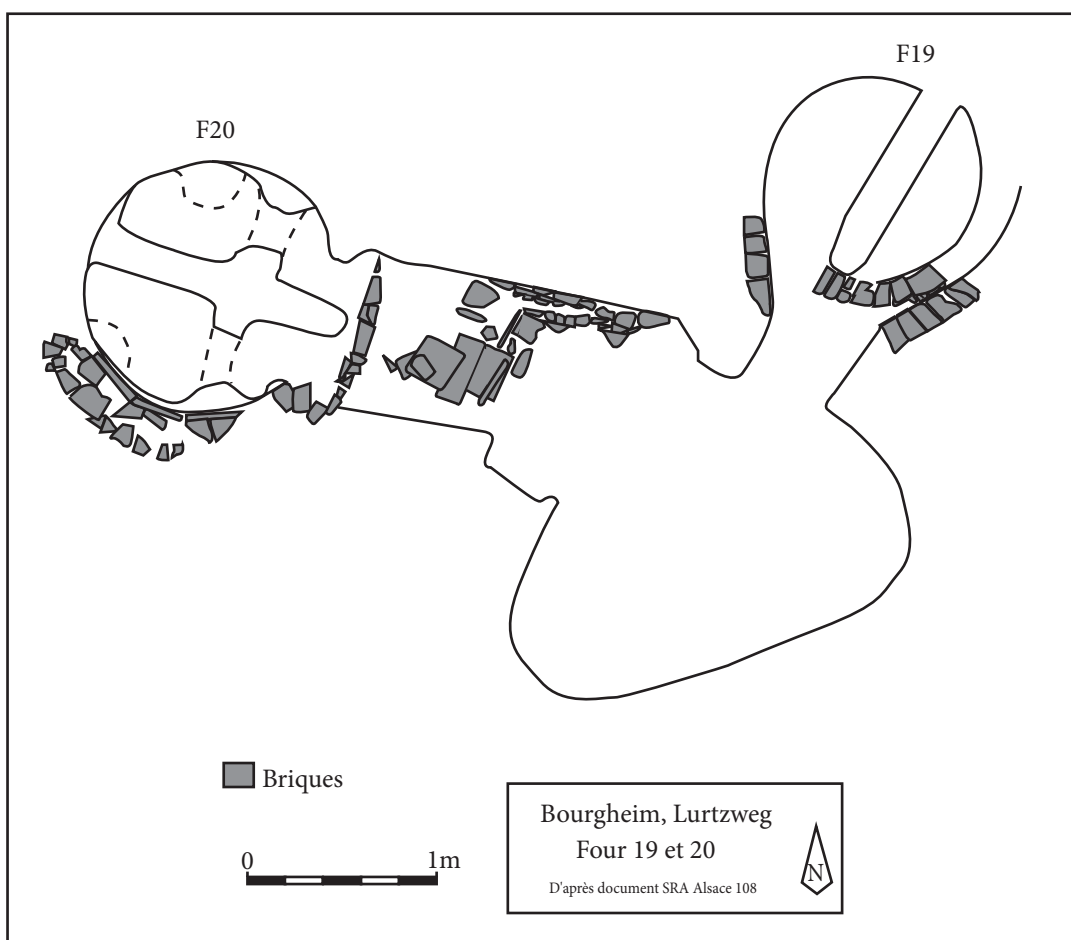 F19
F20
Briques
0 1m
Bourgheim, Lurtzweg
Four 19 et 20
D'après document SRA Alsace 108
N